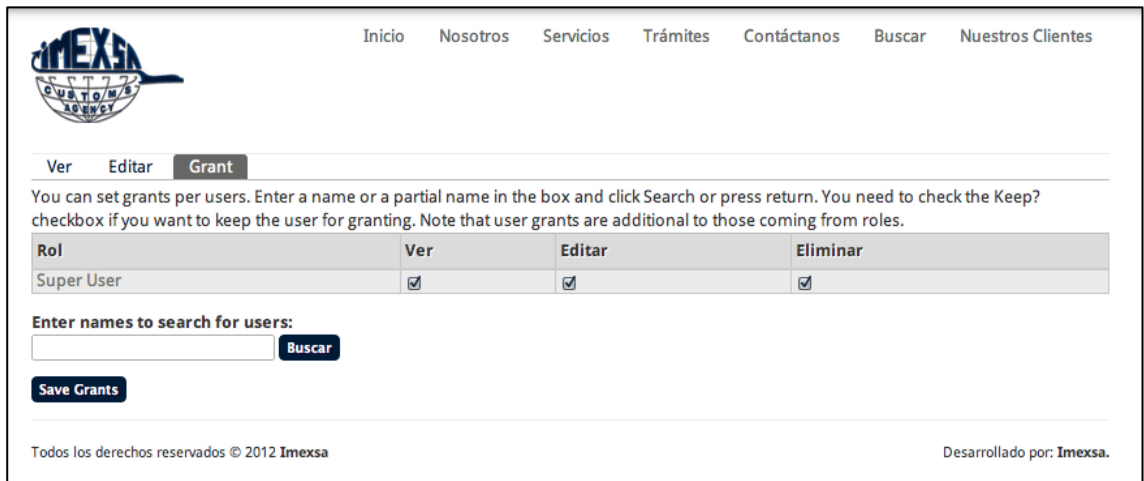 iMEXSA
CUSTOMS
AGENCY
Inicio Nosotros Servicios Trámites Contáctanos Buscar Nuestros Clientes
Ver Editar Grant
You can set grants per users. Enter a name or a partial name in the box and click Search or press return. You need to check the Keep?
checkbox if you want to keep the user for granting. Note that user grants are additional to those coming from roles.
Rol Ver Editar Eliminar
Super User
Enter names to search for users:
Buscar
Save Grants
Todos los derechos reservados © 2012 Imexsa Desarrollado por: Imexsa.